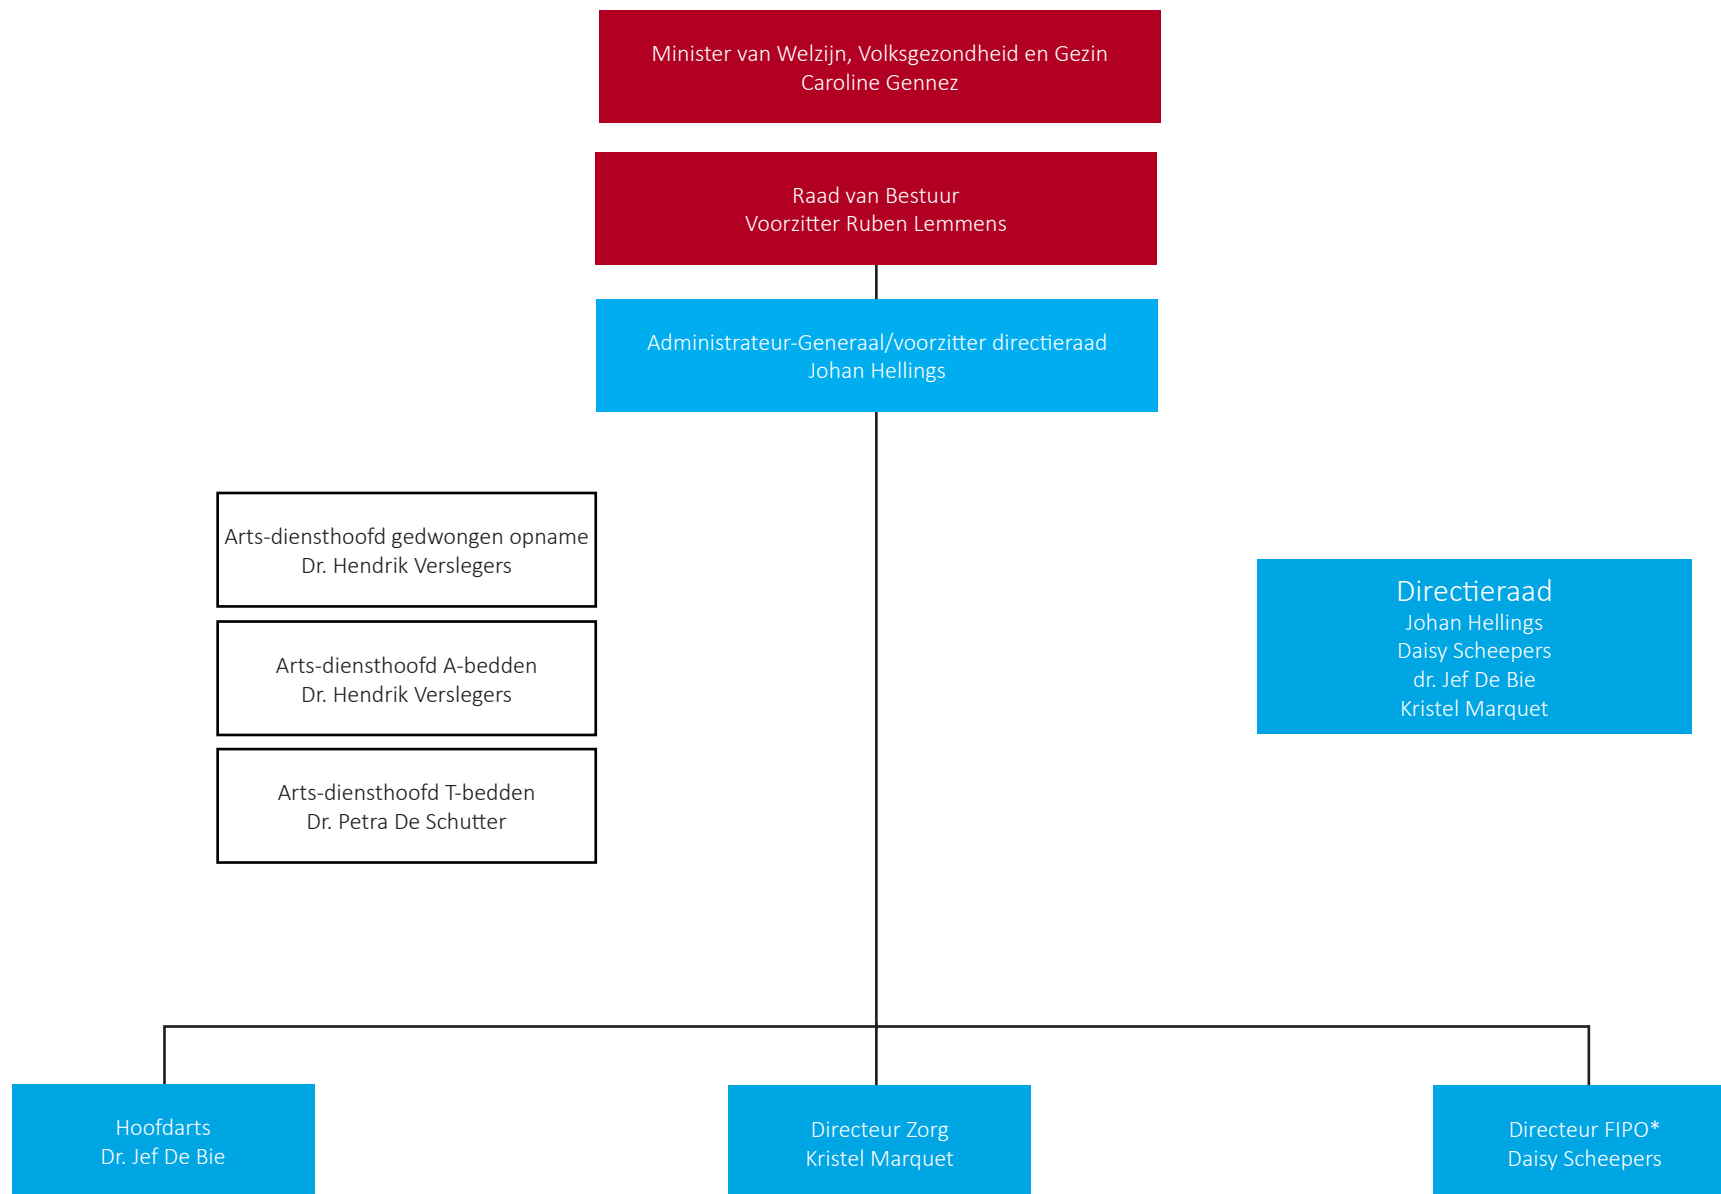 Minister van Welzijn, Volksgezondheid en Gezin
Caroline Gennez
Raad van Bestuur
Voorzitter Ruben Lemmens
Administrateur-Generaal/voorzitter directieraad
Johan Hellings
Arts-diensthoofd gedwongen opname
Dr. Hendrik Verslegers
Arts-diensthoofd A-bedden
Dr. Hendrik Verslegers
Arts-diensthoofd T-bedden
Dr. Petra De Schutter
Directieraad
Johan Hellings
Daisy Scheepers
dr. Jef De Bie
Kristel Marquet
Hoofdarts
Dr. Jef De Bie
Directeur Zorg
Kristel Marquet
Directeur FIPO*
Daisy Scheepers